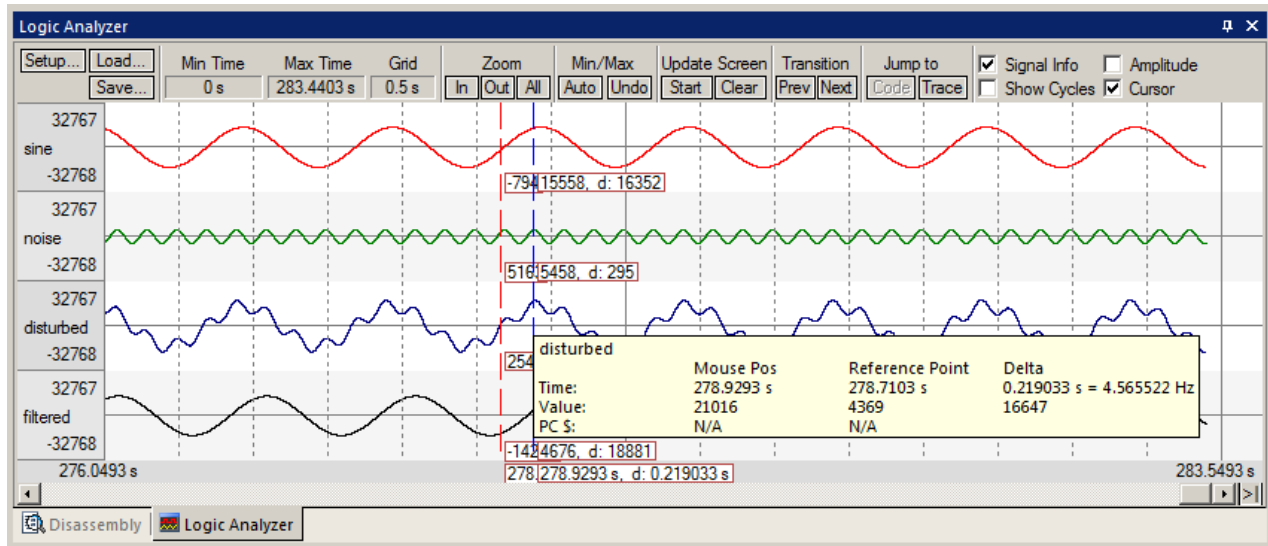 Logic Analyzer
Setup... Load... Min Time Max Time Grid Zoom Min/Max Update Screen Transition Jump to Signal Info Amplitude
Save... 0 s 283.4403 s 0.5 s In Out All Auto Undo Start Clear Prev Next Code Trace Show Cycles Cursor
32767
sine
-32768
-794 15558, d: 16352
32767
noise
-32768
516 5458, d: 295
32767
disturbed
-32768
254
disturbed
Mouse Pos Reference Point Delta
Time: 278.9293 s 278.7103 s 0.219033 s = 4.565522 Hz
Value: 21016 4369 16647
PC $: N/A N/A
32767
filtered
-32768
-142 4676, d: 18881
276.0493 s 278. 278.9293 s, d: 0.219033 s 283.5493 s
>|
Disassembly Logic Analyzer